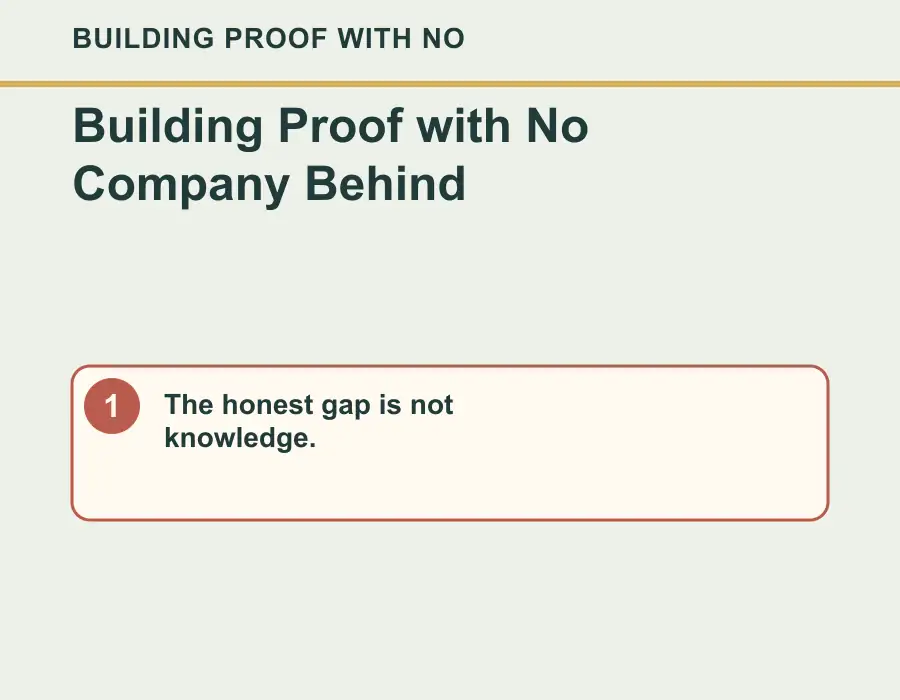 BUILDING PROOF WITH NO
Building Proof with No
Company Behind
1
The honest gap is not
knowledge.